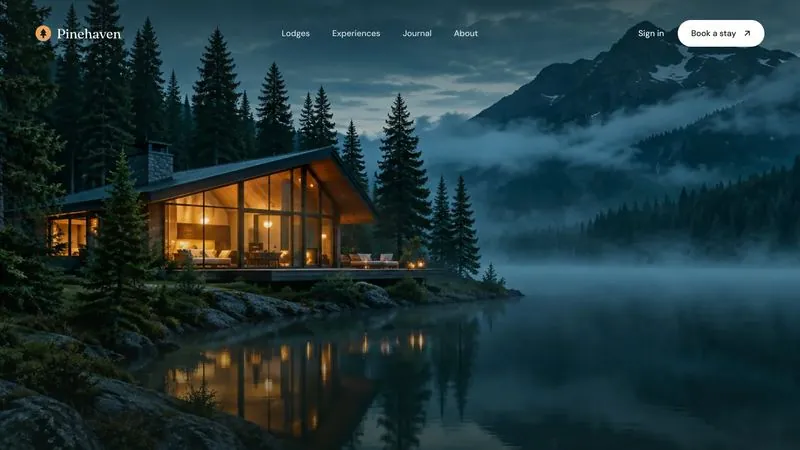 Pinehaven
Lodges
Experiences
Journal
About
Sign in
Book a stay